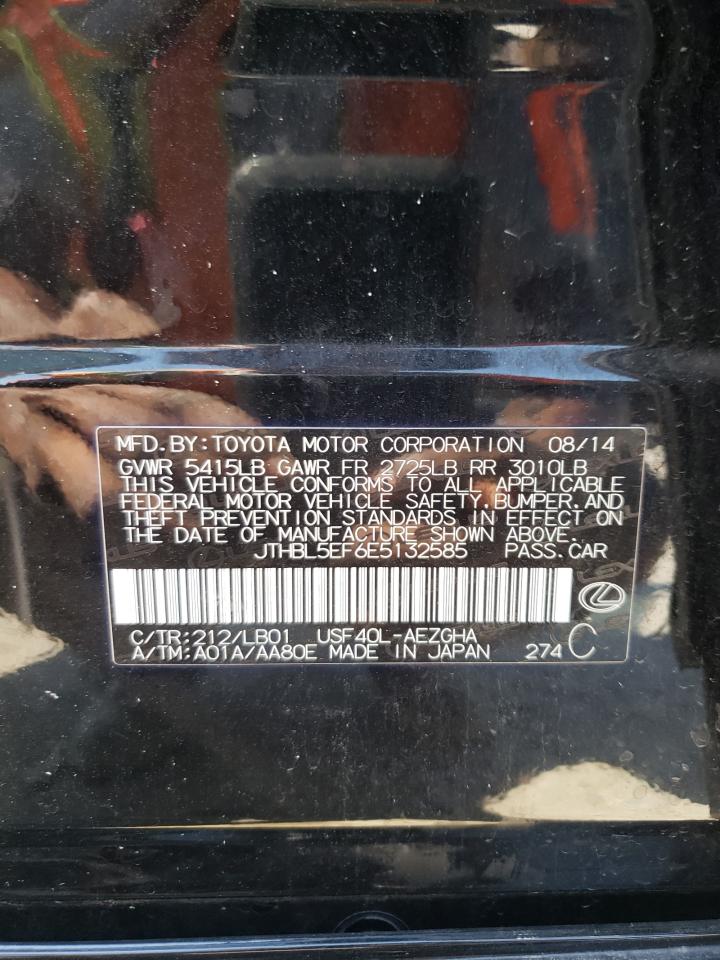 MFD.BY:TOYOTA MOTOR CORPORATION 08/14
GVWR 5415LB GAWR FR 2725LB RR 3010LB
THIS VEHICLE CONFORMS TO ALL APPLICABLE
FEDERAL MOTOR VEHICLE SAFETY,BUMPER,AND
THEFT PREVENTION STANDARDS IN EFFECT ON
THE DATE OF MANUFACTURE SHOWN ABOVE.
JTHBL5EF6E5132585 PASS.CAR
C/TR:212/LB01 USF40L-AEZGHA
A/TM:A01A/AA80E MADE IN JAPAN 274 C